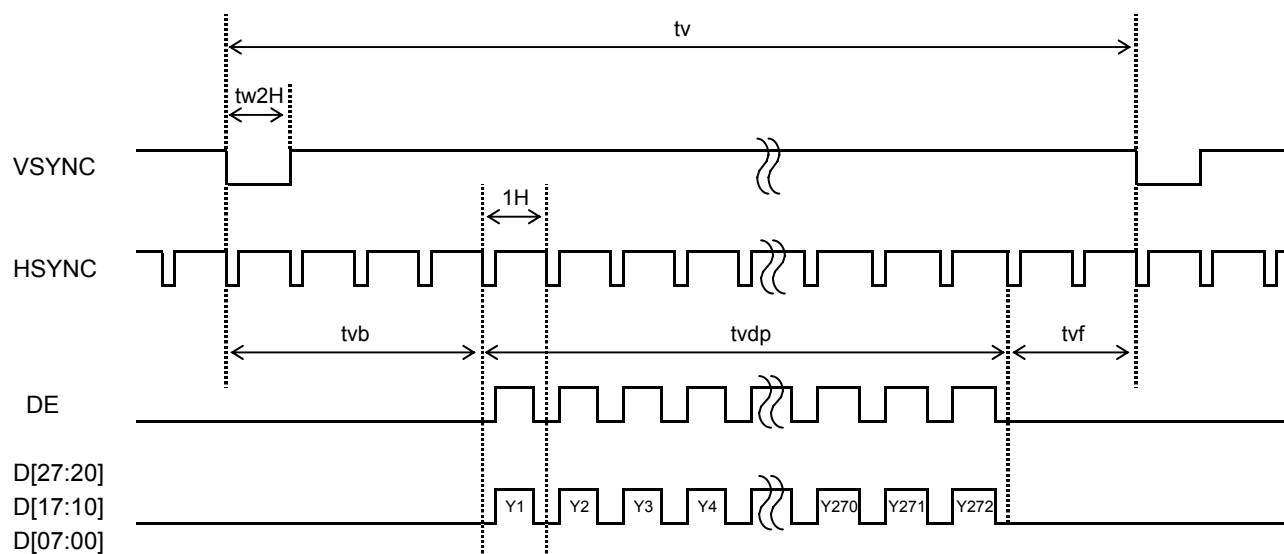 tv
tw2H
VSYNC
1H
HSYNC
tvb tvdp tvf
DE
D[27:20]
D[17:10] Y1 Y2 Y3 Y4 Y270 Y271 Y272
D[07:00]